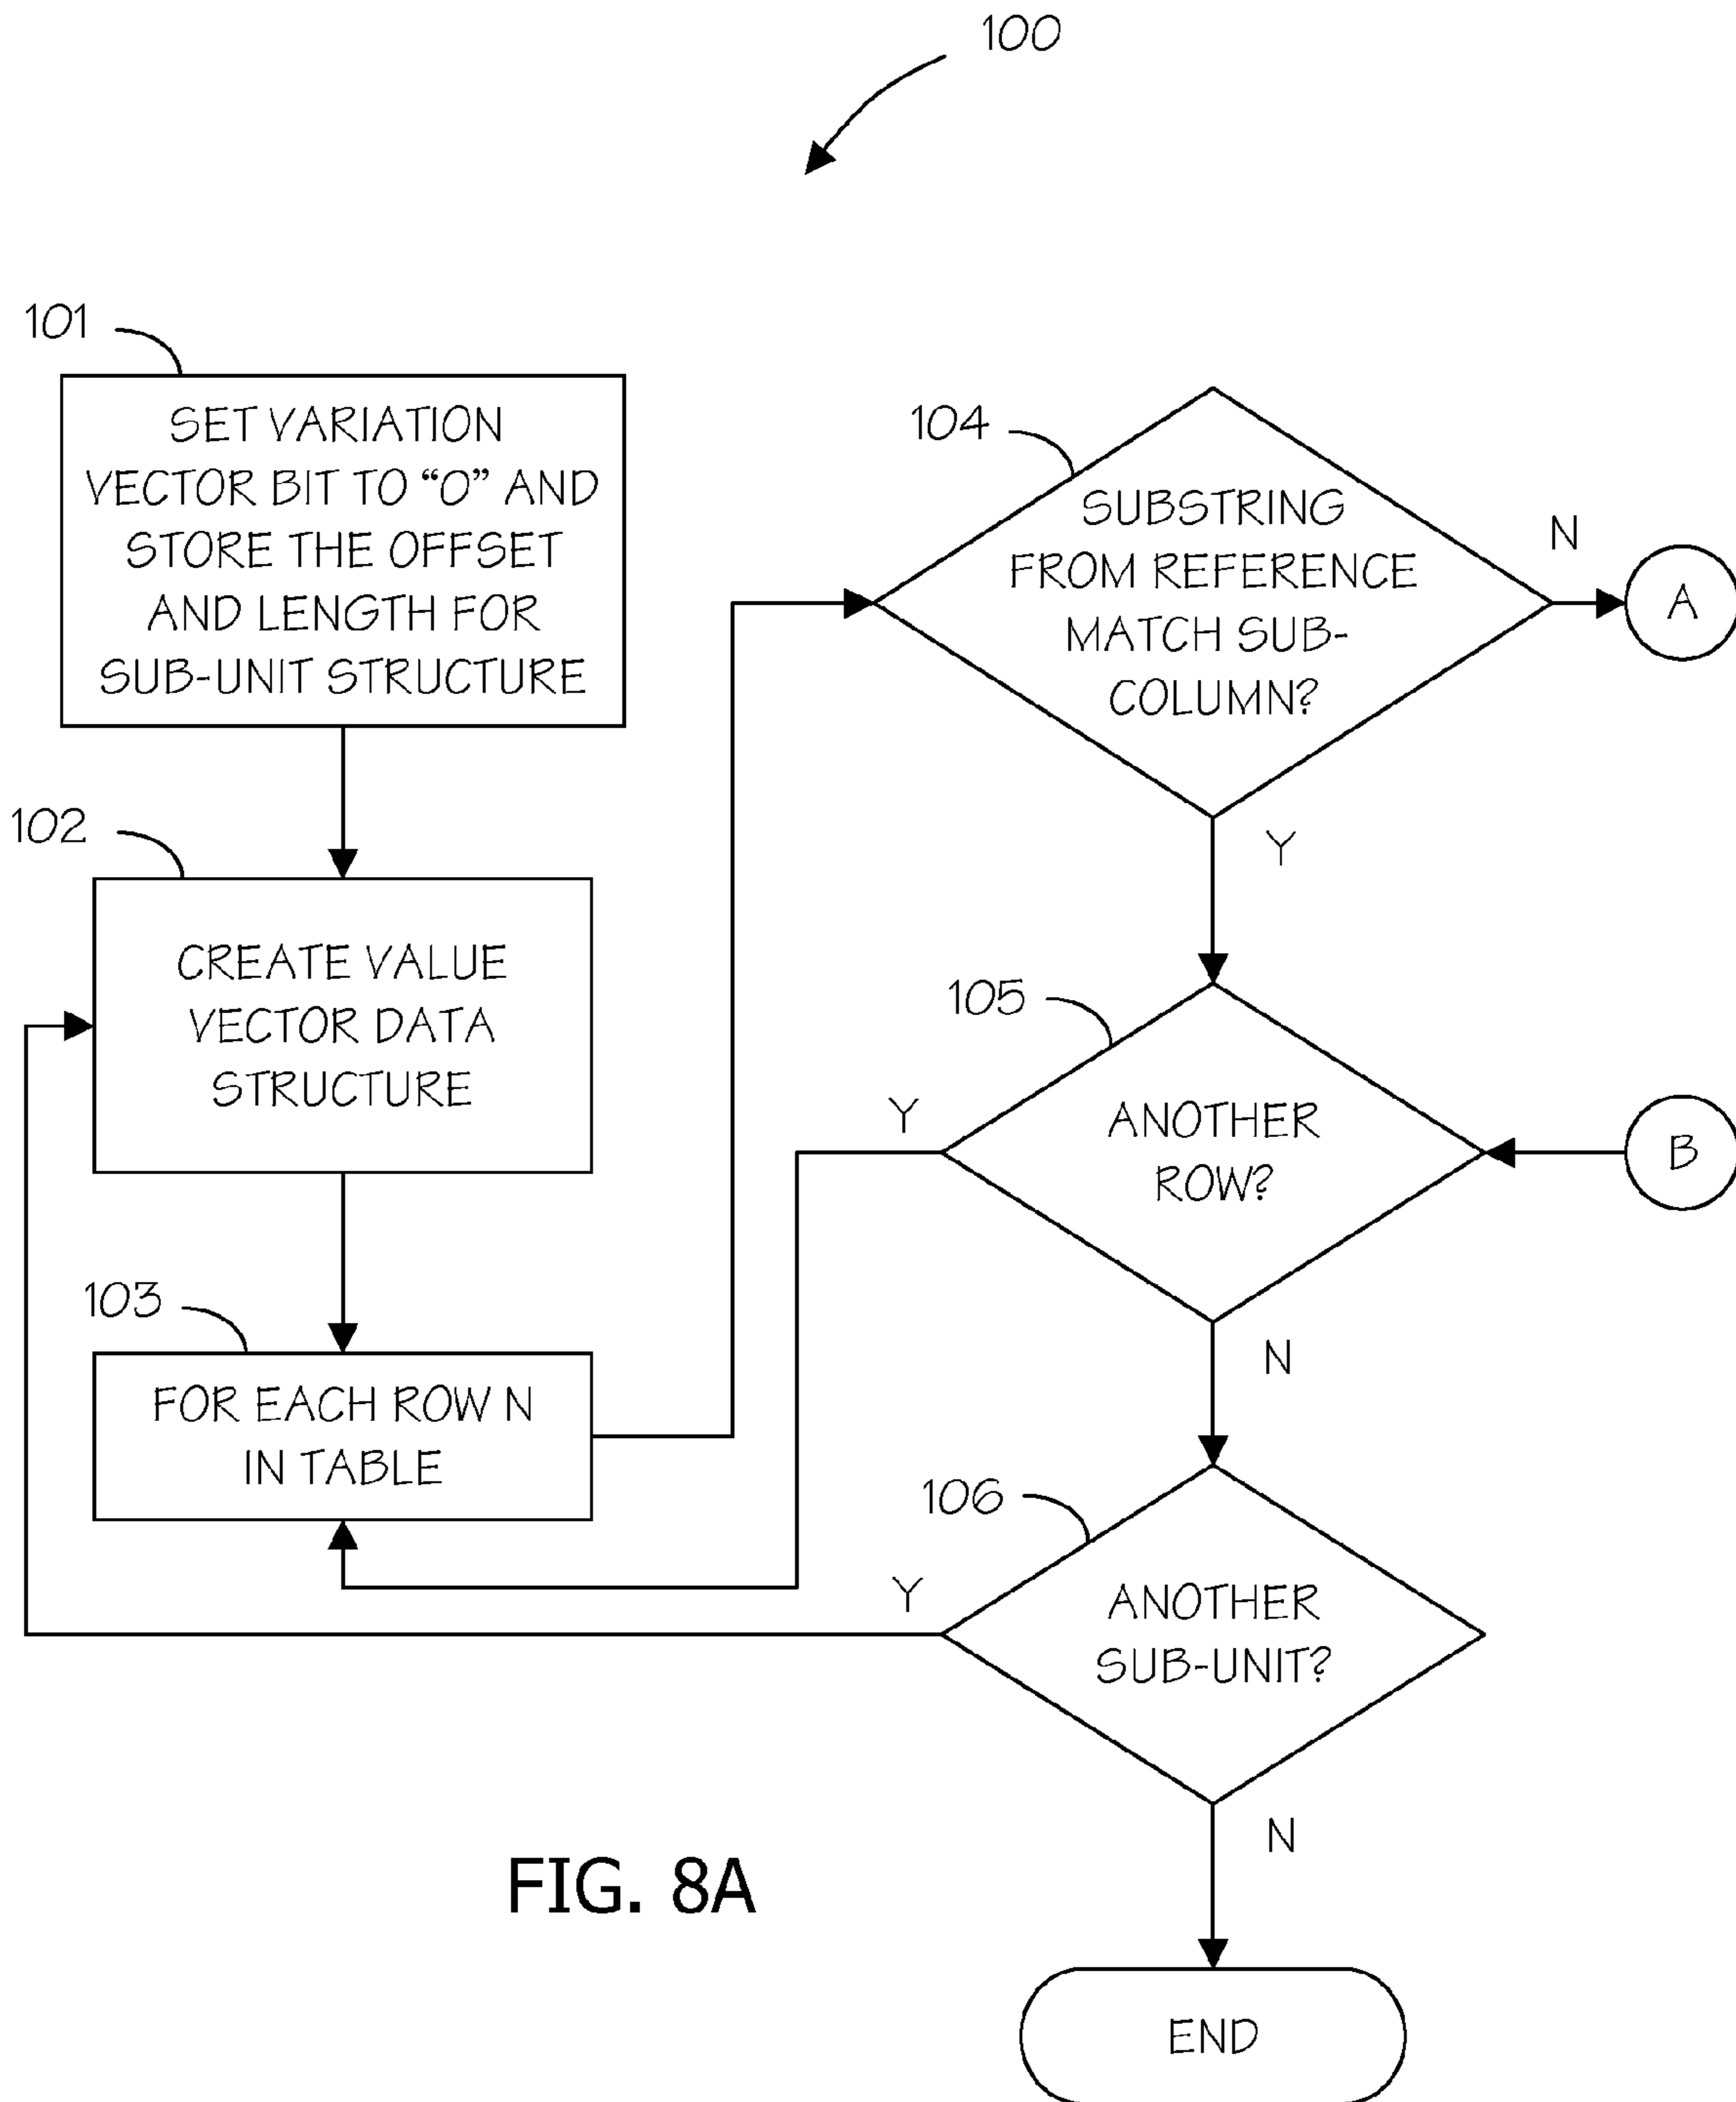 100
101
SET VARIATION
VECTOR BIT TO “0” AND
STORE THE OFFSET
AND LENGTH FOR
SUB-UNIT STRUCTURE
102
CREATE VALUE
VECTOR DATA
STRUCTURE
103
FOR EACH ROW N
IN TABLE
104
SUBSTRING
FROM REFERENCE
MATCH SUB-
COLUMN?
N
A
Y
105
ANOTHER
ROW?
Y
B
N
106
ANOTHER
SUB-UNIT?
Y
N
END
FIG. 8A